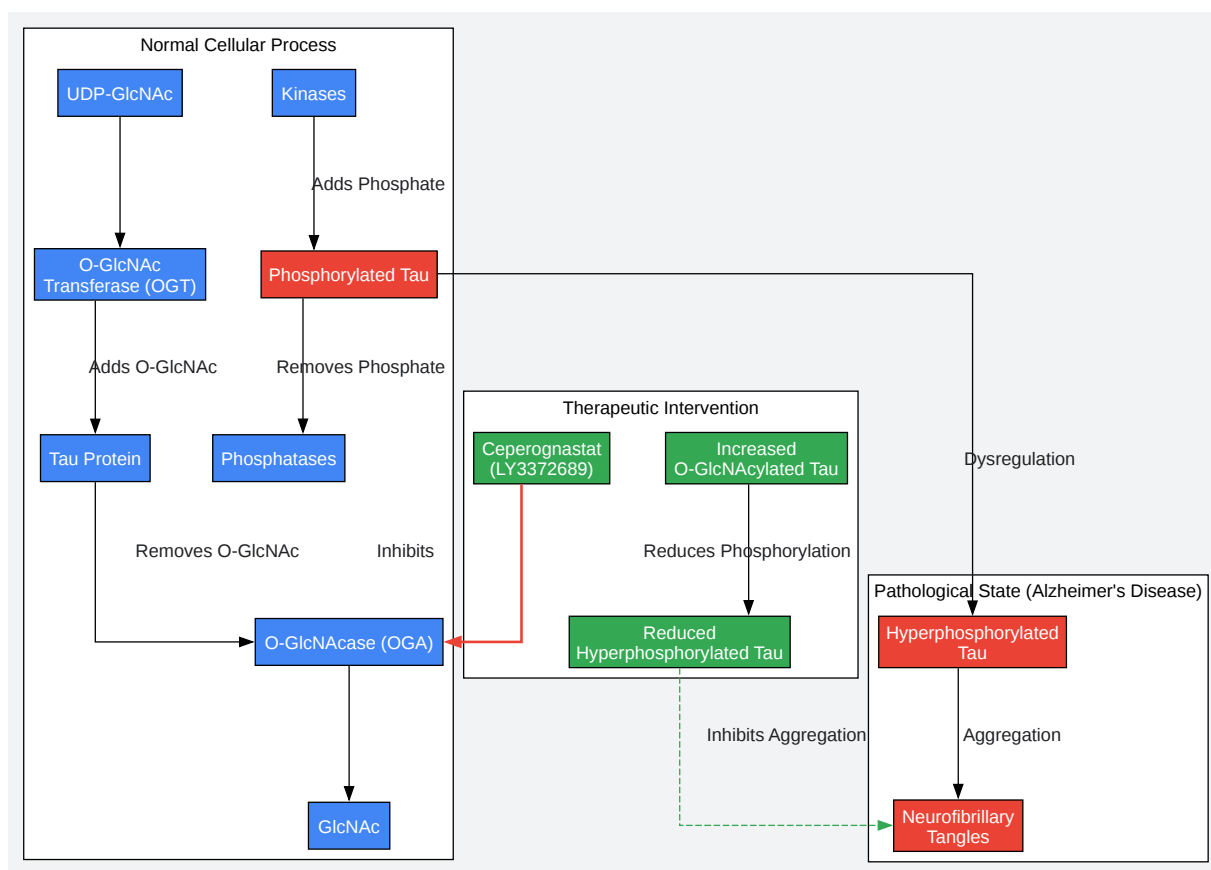 Normal Cellular Process
UDP-GlcNAc
Kinases
Adds Phosphate
O-GlcNAc
Transferase (OGT)
Phosphorylated Tau
Adds O-GlcNAc
Removes Phosphate
Tau Protein
Phosphatases
Removes O-GlcNAc
Inhibits
O-GlcNAcase (OGA)
GlcNAc
Therapeutic Intervention
Ceperognastat
(LY3372689)
Increased
O-GlcNAcylated Tau
Reduces Phosphorylation
Reduced
Hyperphosphorylated Tau
Inhibits Aggregation
Dysregulation
Pathological State (Alzheimer's Disease)
Hyperphosphorylated
Tau
Aggregation
Neurofibrillary
Tangles